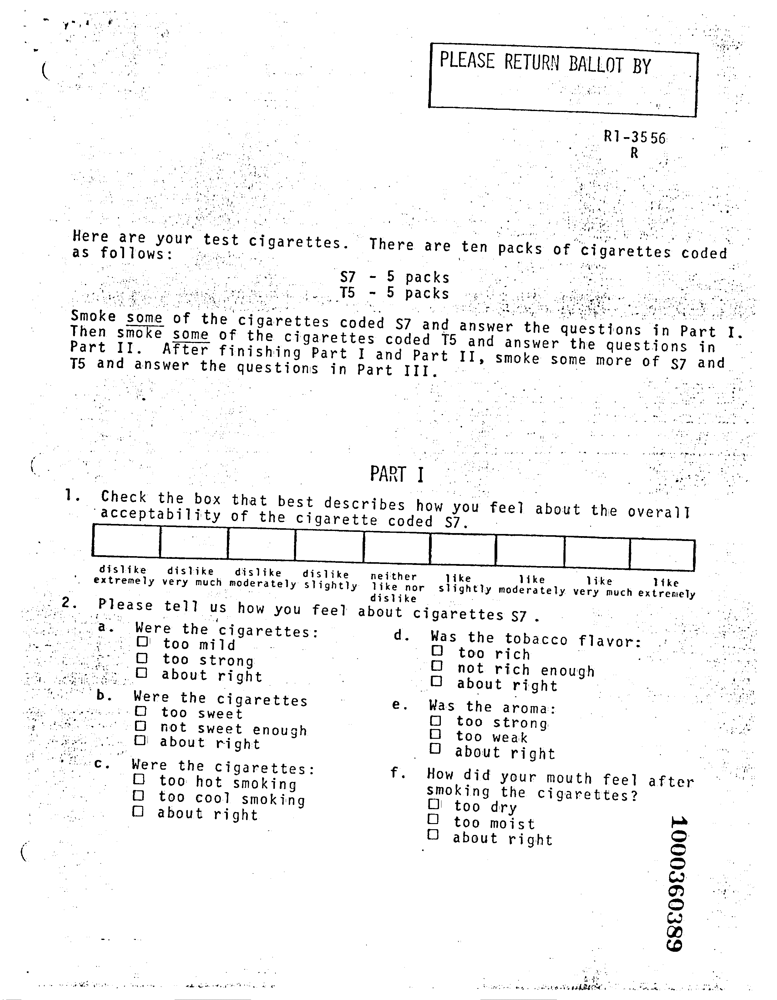 PLEASE RETURN BALLOT BY
R1-3556
R
Here are your test cigarettes. There are ten packs of cigarettes coded
as follows:
S7 - 5 packs
T5 - 5 packs
Smoke some of the cigarettes coded S7 and answer the questions in Part I.
Then smoke some of the cigarettes coded T5 and answer the questions in
Part II. After finishing Part I and Part II, smoke some more of S7 and
T5 and answer the questions in Part III.
PART I
1. Check the box that best describes how you feel about the overall
acceptability of the cigarette coded S7.
dislike extremely
dislike very much
dislike moderately
dislike slightly
neither like nor dislike
like slightly
like moderately
like very much
like extremely
2. Please tell us how you feel about cigarettes S7 .
a. Were the cigarettes:
☐ too mild
☐ too strong
☐ about right
b. Were the cigarettes
☐ too sweet
☐ not sweet enough
☐ about right
c. Were the cigarettes:
☐ too hot smoking
☐ too cool smoking
☐ about right
d. Was the tobacco flavor:
☐ too rich
☐ not rich enough
☐ about right
e. Was the aroma:
☐ too strong
☐ too weak
☐ about right
f. How did your mouth feel after
smoking the cigarettes?
☐ too dry
☐ too moist
☐ about right
1000360389